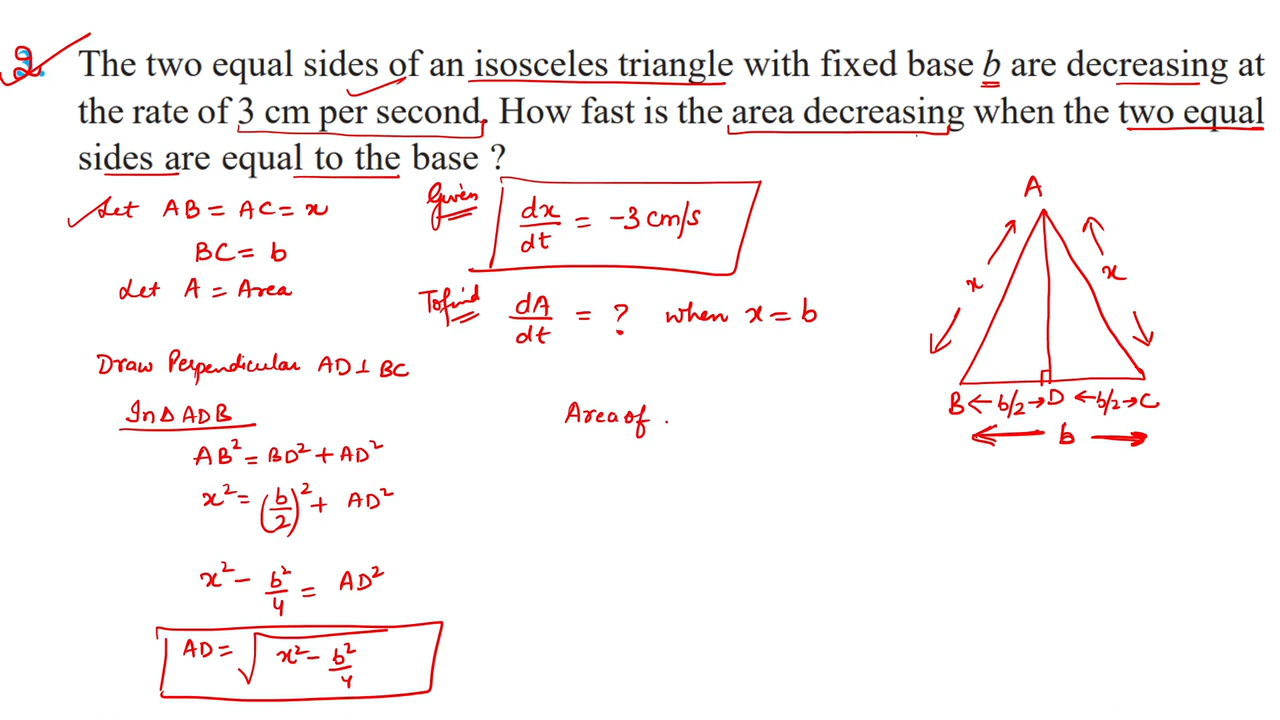 2. The two equal sides of an isosceles triangle with fixed base b are decreasing at
the rate of 3 cm per second. How fast is the area decreasing when the two equal
sides are equal to the base ?
Let AB = AC = x
BC = b
Let A = Area
Given dx/dt = -3 cm/s
To find dA/dt = ? when x = b
Draw Perpendicular AD ⊥ BC
In Δ ADB
AB² = BD² + AD²
x² = (b/2)² + AD²
x² - b²/4 = AD²
AD = √(x² - b²/4)
Area of .
A
x x
B ← b/2 → D ← b/2 → C
b